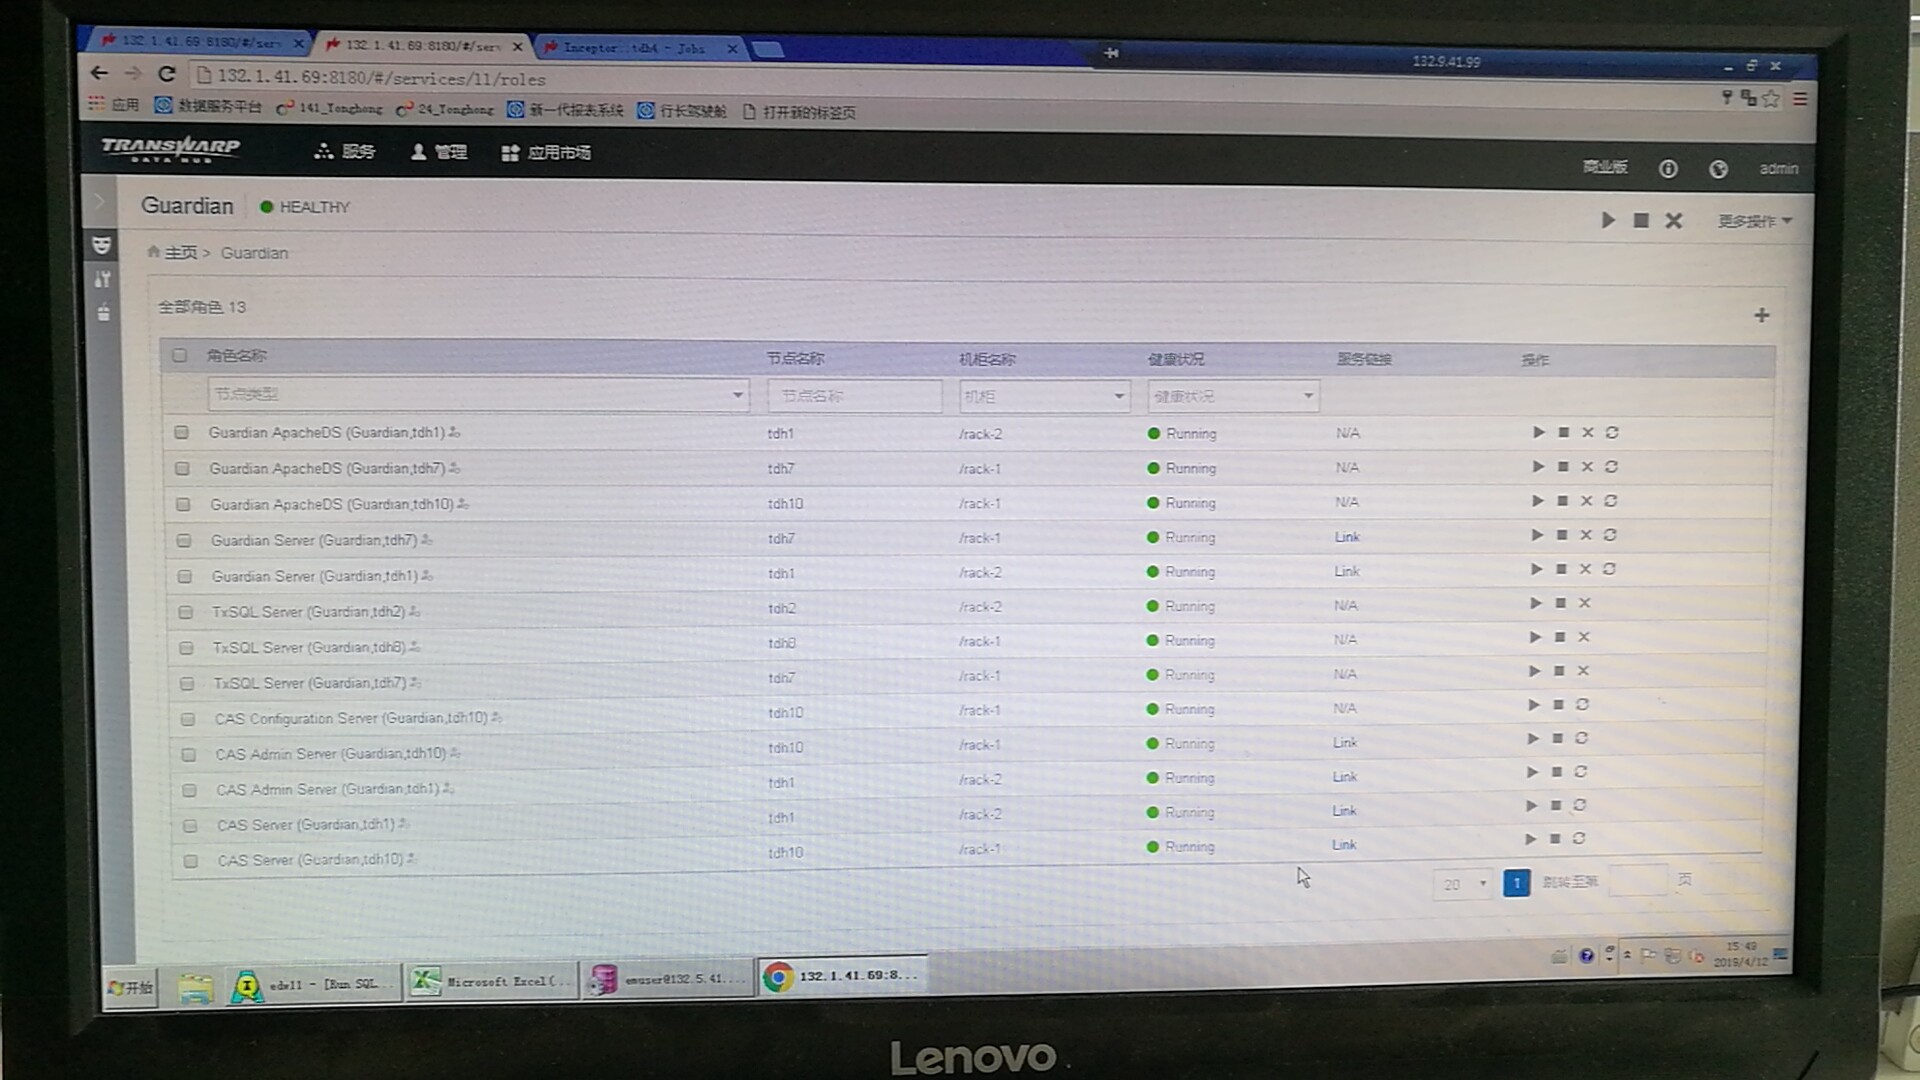 132.1.41.69:8180/#/serv
132.1.41.69:8180/#/serv
Inceptor : tdh4 - Jobs
132.9.41.99
132.1.41.69:8180/#/services/11/roles
应用
数据服务平台
141_Tonghong
24_Tonghong
新一代报表系统
行长驾驶舱
打开新的标签页
TRANSWARP
DATA HUB
服务
管理
应用市场
商业版
admin
Guardian
HEALTHY
更多操作
主页 > Guardian
全部角色 13
角色名称 节点名称 机柜名称 健康状况 服务链接 操作
节点类型 节点名称 机柜 健康状况
Guardian ApacheDS (Guardian,tdh1) tdh1 /rack-2 Running N/A
Guardian ApacheDS (Guardian,tdh7) tdh7 /rack-1 Running N/A
Guardian ApacheDS (Guardian,tdh10) tdh10 /rack-1 Running N/A
Guardian Server (Guardian,tdh7) tdh7 /rack-1 Running Link
Guardian Server (Guardian,tdh1) tdh1 /rack-2 Running Link
TxSQL Server (Guardian,tdh2) tdh2 /rack-2 Running N/A
TxSQL Server (Guardian,tdh8) tdh8 /rack-1 Running N/A
TxSQL Server (Guardian,tdh7) tdh7 /rack-1 Running N/A
CAS Configuration Server (Guardian,tdh10) tdh10 /rack-1 Running N/A
CAS Admin Server (Guardian,tdh10) tdh10 /rack-1 Running Link
CAS Admin Server (Guardian,tdh1) tdh1 /rack-2 Running Link
CAS Server (Guardian,tdh1) tdh1 /rack-2 Running Link
CAS Server (Guardian,tdh10) tdh10 /rack-1 Running Link
20 1 跳转至第 页
开始
edw11 - [Run SQL...
Microsoft Excel(...
emuser@132.5.41....
132.1.41.69:8...
15:49
2019/4/12
Lenovo